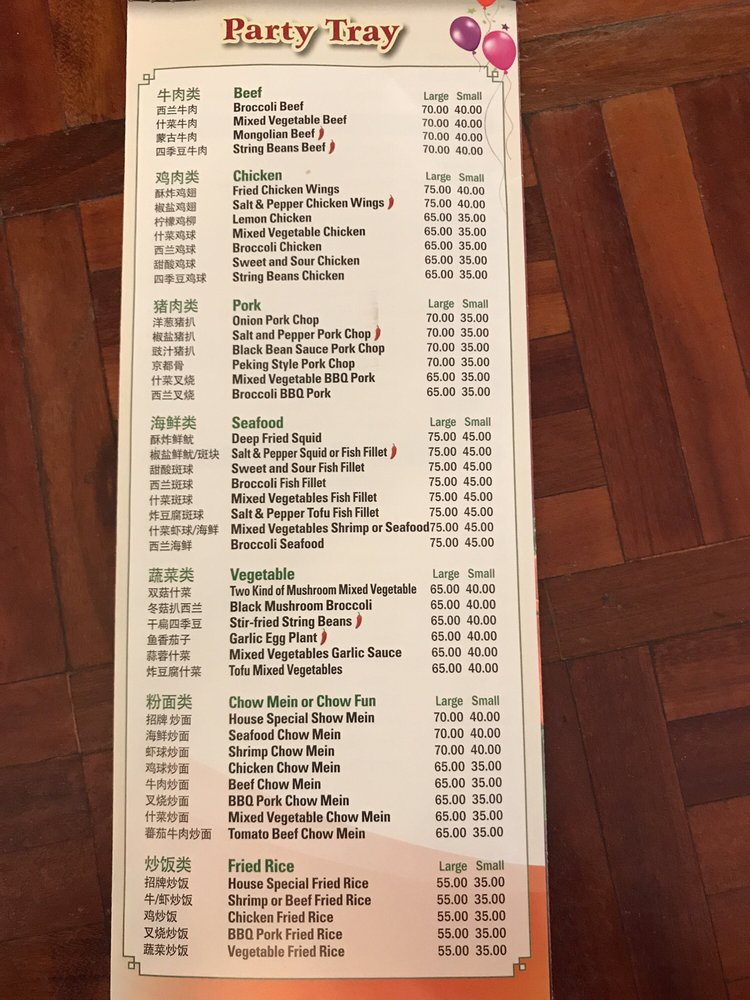 Party Tray
牛肉类 Beef Large Small
西兰牛肉 Broccoli Beef 70.00 40.00
什菜牛肉 Mixed Vegetable Beef 70.00 40.00
蒙古牛肉 Mongolian Beef 70.00 40.00
四季豆牛肉 String Beans Beef 70.00 40.00
鸡肉类 Chicken Large Small
酥炸鸡翅 Fried Chicken Wings 75.00 40.00
椒盐鸡翅 Salt & Pepper Chicken Wings 75.00 40.00
柠檬鸡柳 Lemon Chicken 65.00 35.00
什菜鸡球 Mixed Vegetable Chicken 65.00 35.00
西兰鸡球 Broccoli Chicken 65.00 35.00
甜酸鸡球 Sweet and Sour Chicken 65.00 35.00
四季豆鸡球 String Beans Chicken 65.00 35.00
猪肉类 Pork Large Small
洋葱猪扒 Onion Pork Chop 70.00 35.00
椒盐猪扒 Salt and Pepper Pork Chop 70.00 35.00
豉汁猪扒 Black Bean Sauce Pork Chop 70.00 35.00
京都骨 Peking Style Pork Chop 70.00 35.00
什菜叉烧 Mixed Vegetable BBQ Pork 65.00 35.00
西兰叉烧 Broccoli BBQ Pork 65.00 35.00
海鲜类 Seafood Large Small
酥炸鲜鱿 Deep Fried Squid 75.00 45.00
椒盐鲜鱿/斑块 Salt & Pepper Squid or Fish Fillet 75.00 45.00
甜酸斑球 Sweet and Sour Fish Fillet 75.00 45.00
西兰斑球 Broccoli Fish Fillet 75.00 45.00
什菜斑球 Mixed Vegetables Fish Fillet 75.00 45.00
炸豆腐斑球 Salt & Pepper Tofu Fish Fillet 75.00 45.00
什菜虾球/海鲜 Mixed Vegetables Shrimp or Seafood 75.00 45.00
西兰海鲜 Broccoli Seafood 75.00 45.00
蔬菜类 Vegetable Large Small
双菇什菜 Two Kind of Mushroom Mixed Vegetable 65.00 40.00
冬菇扒西兰 Black Mushroom Broccoli 65.00 40.00
干扁四季豆 Stir-fried String Beans 65.00 40.00
鱼香茄子 Garlic Egg Plant 65.00 40.00
蒜蓉什菜 Mixed Vegetables Garlic Sauce 65.00 40.00
炸豆腐什菜 Tofu Mixed Vegetables 65.00 40.00
粉面类 Chow Mein or Chow Fun Large Small
招牌炒面 House Special Show Mein 70.00 40.00
海鲜炒面 Seafood Chow Mein 70.00 40.00
虾球炒面 Shrimp Chow Mein 70.00 40.00
鸡球炒面 Chicken Chow Mein 65.00 35.00
牛肉炒面 Beef Chow Mein 65.00 35.00
叉烧炒面 BBQ Pork Chow Mein 65.00 35.00
什菜炒面 Mixed Vegetable Chow Mein 65.00 35.00
蕃茄牛肉炒面 Tomato Beef Chow Mein 65.00 35.00
炒饭类 Fried Rice Large Small
招牌炒饭 House Special Fried Rice 55.00 35.00
牛/虾炒饭 Shrimp or Beef Fried Rice 55.00 35.00
鸡炒饭 Chicken Fried Rice 55.00 35.00
叉烧炒饭 BBQ Pork Fried Rice 55.00 35.00
蔬菜炒饭 Vegetable Fried Rice 55.00 35.00